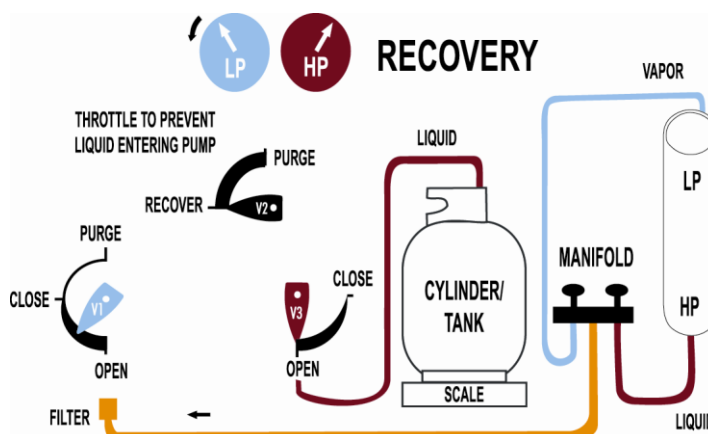 LP
HP
RECOVERY
VAPOR
THROTTLE TO PREVENT
LIQUID ENTERING PUMP
LIQUID
PURGE
RECOVER
V2
LP
PURGE
CLOSE
V1
OPEN
V3
CLOSE
OPEN
CYLINDER/
TANK
SCALE
MANIFOLD
HP
FILTER
LIQUID